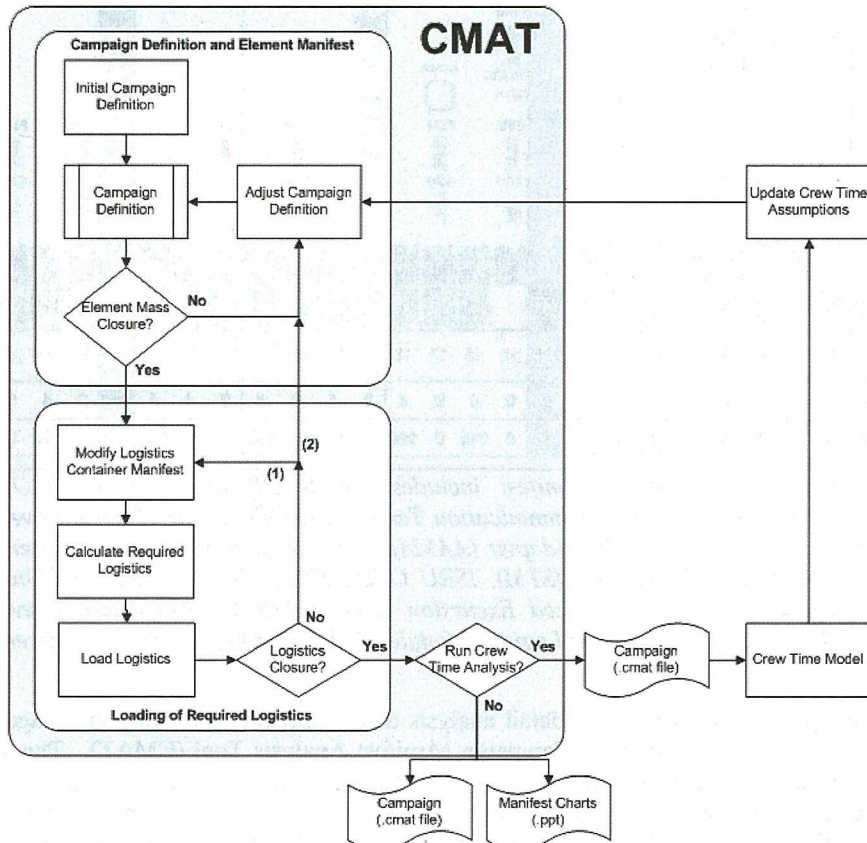 CMAT
Campaign Definition and Element Manifest
Initial Campaign
Definition
Campaign
Definition
Adjust Campaign
Definition
Update Crew Time
Assumptions
Element Mass
Closure?
No
Yes
Modify Logistics
Container Manifest
(1)
(2)
Calculate Required
Logistics
Load Logistics
No
Logistics
Closure?
Yes
Run Crew
Time Analysis?
Yes
No
Campaign
(.cmat file)
Crew Time Model
Loading of Required Logistics
Campaign
(.cmat file)
Manifest Charts
(.ppt)